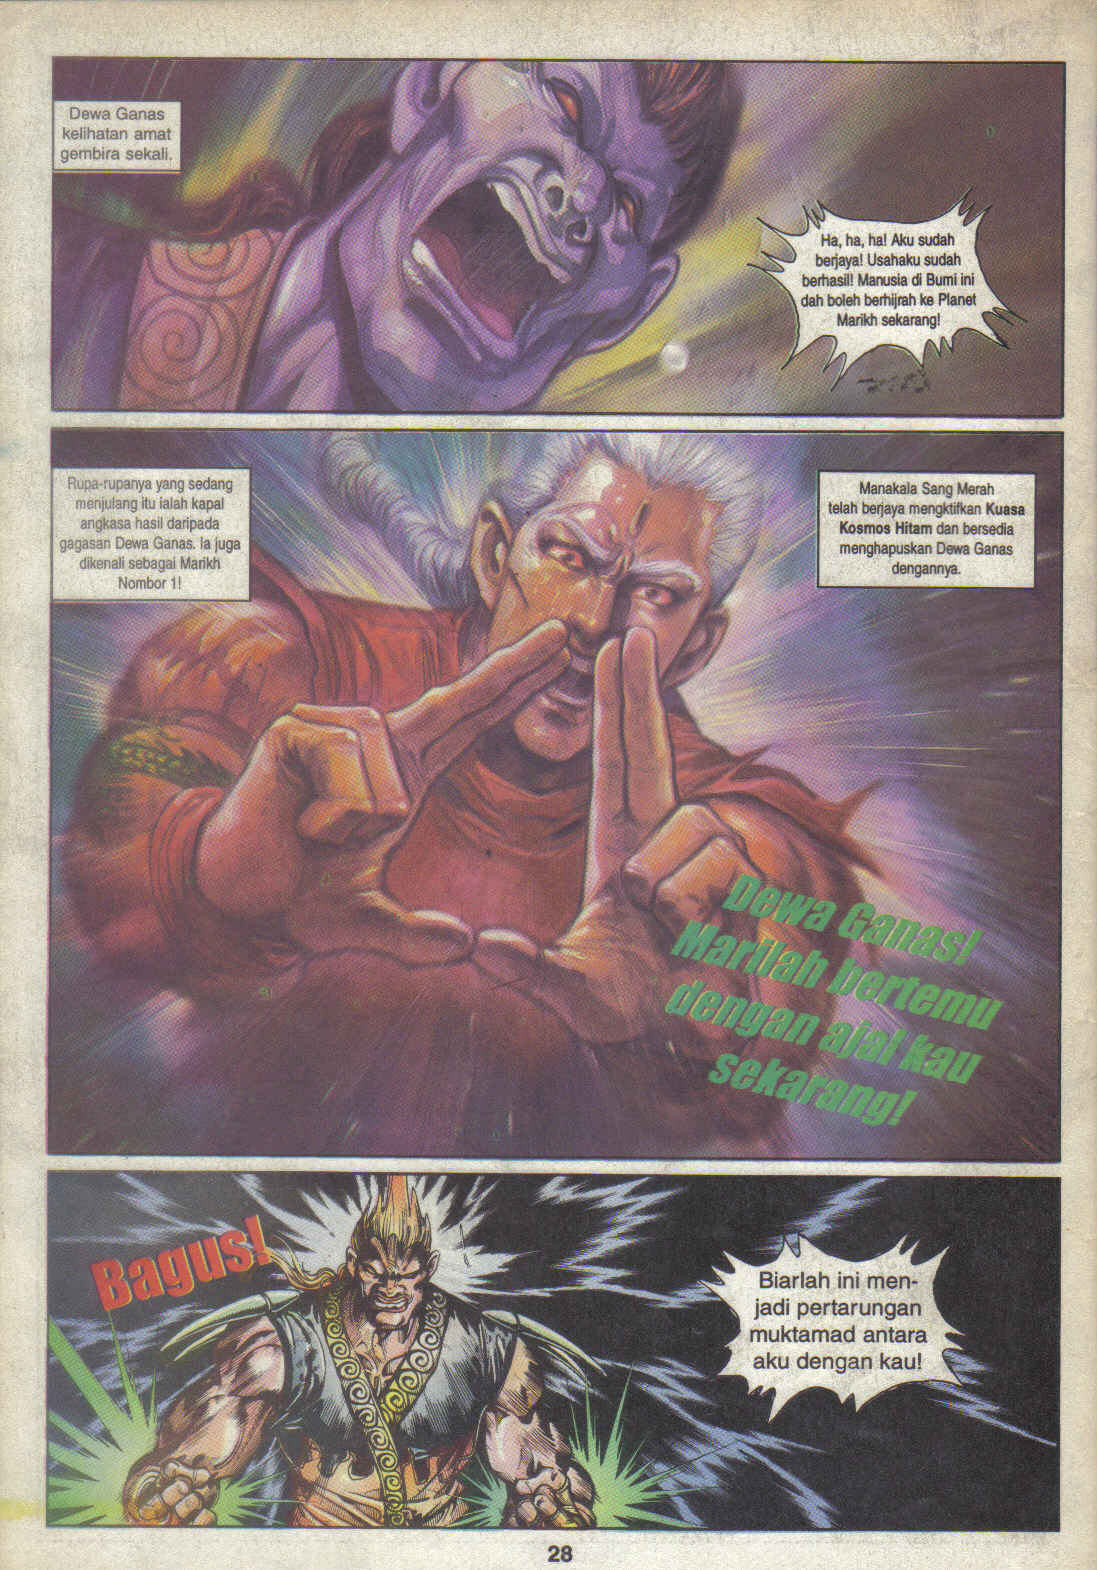 Dewa Ganas
kelihatan amat
gembira sekali.
Ha, ha, ha! Aku sudah
berjaya! Usahaku sudah
berhasil! Manusia di Bumi ini
dah boleh berhijrah ke Planet
Marikh sekarang!
Rupa-rupanya yang sedang
menjulang itu ialah kapal
angkasa hasil daripada
gagasan Dewa Ganas. Ia juga
dikenali sebagai Marikh
Nombor 1!
Manakala Sang Merah
telah berjaya mengktifkan Kuasa
Kosmos Hitam dan bersedia
menghapuskan Dewa Ganas
dengannya.
Dewa Ganas!
Marilah bertemu
dengan ajal kau
sekarang!
Bagus!
Biarlah ini men-
jadi pertarungan
muktamad antara
aku dengan kau!
28